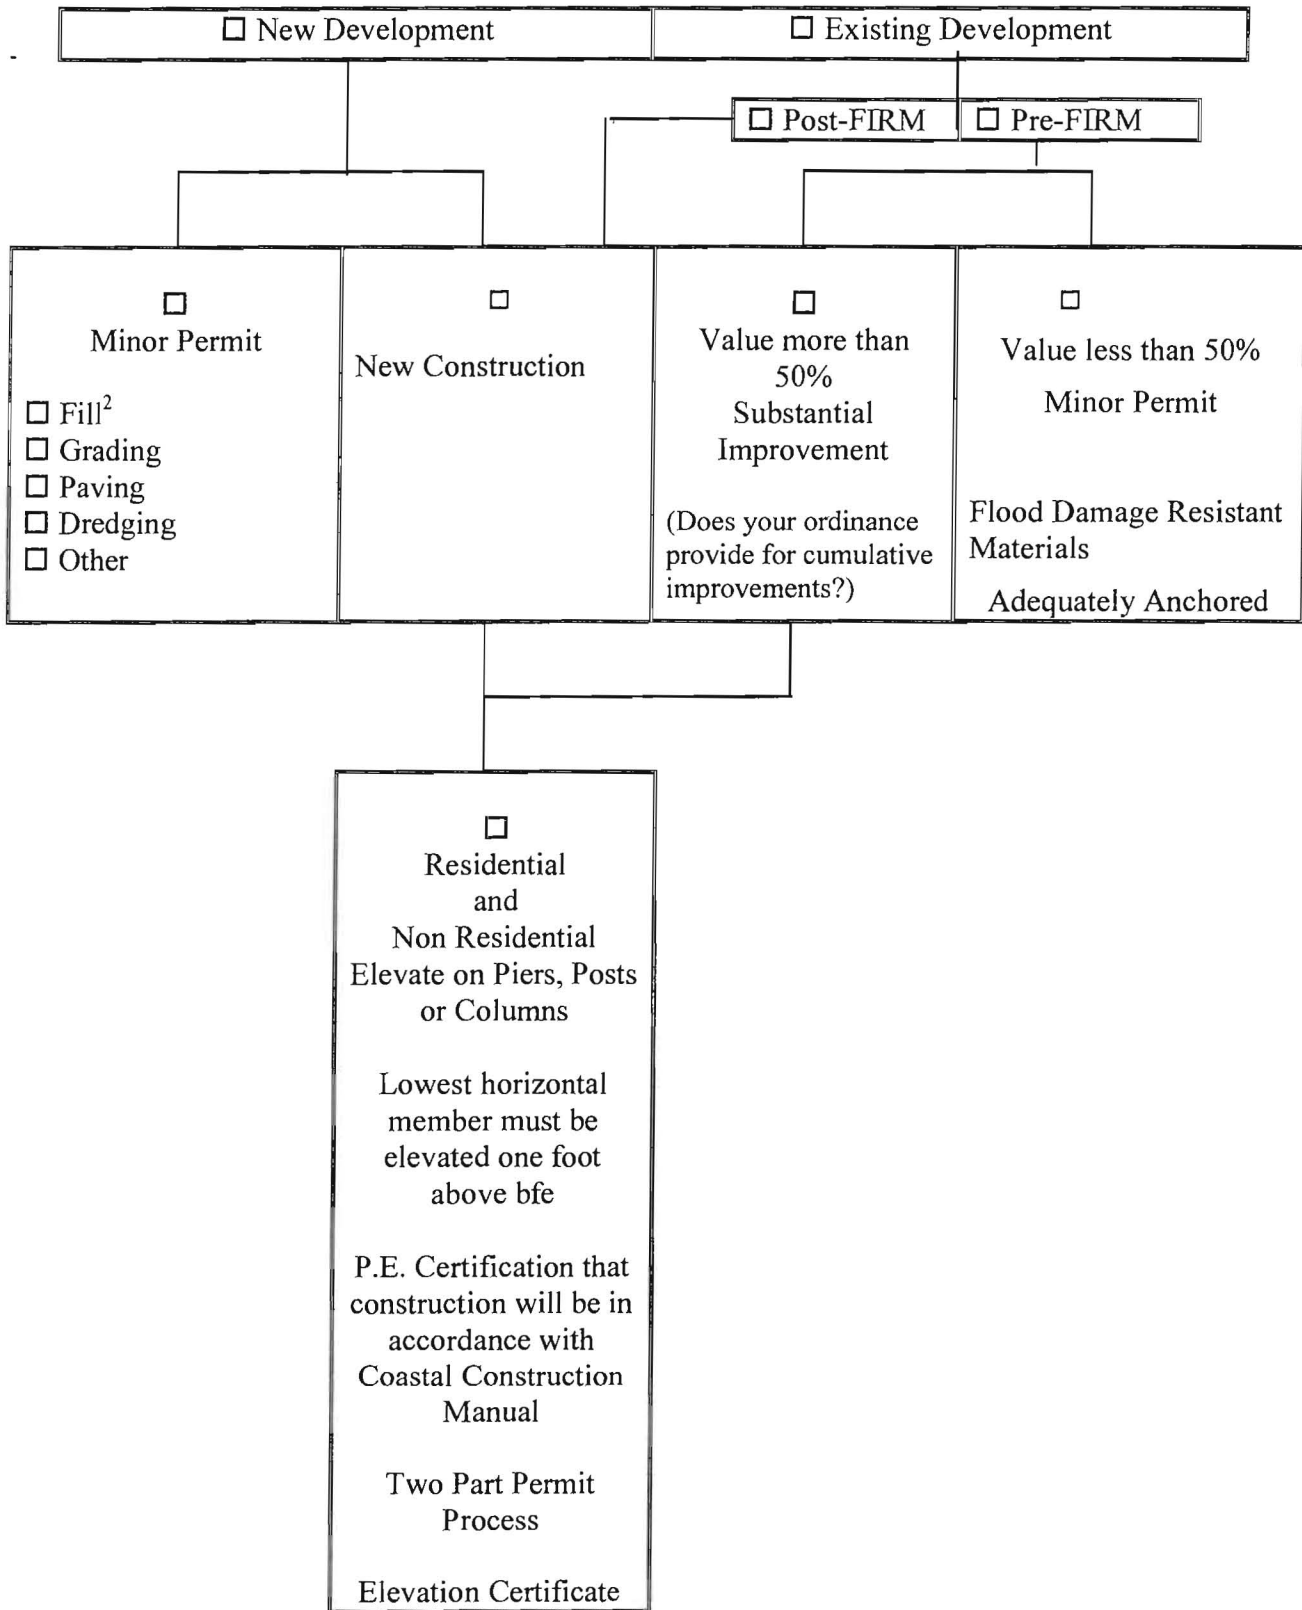 ☐ New Development
☐ Existing Development
☐ Post-FIRM
☐ Pre-FIRM
☐
Minor Permit
☐ Fill²
☐ Grading
☐ Paving
☐ Dredging
☐ Other
☐
New Construction
☐
Value more than
50%
Substantial
Improvement
(Does your ordinance
provide for cumulative
improvements?)
☐
Value less than 50%
Minor Permit
Flood Damage Resistant
Materials
Adequately Anchored
☐
Residential
and
Non Residential
Elevate on Piers, Posts
or Columns
Lowest horizontal
member must be
elevated one foot
above bfe
P.E. Certification that
construction will be in
accordance with
Coastal Construction
Manual
Two Part Permit
Process
Elevation Certificate